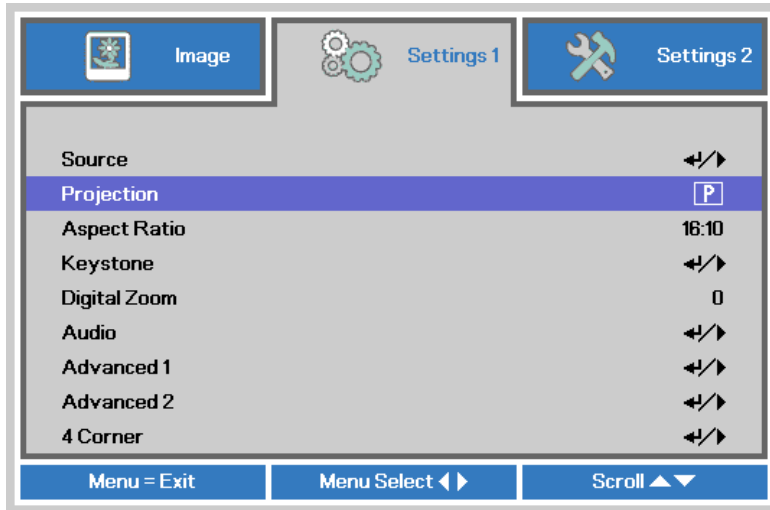 Image Settings 1 Settings 2
Source
Projection P
Aspect Ratio 16:10
Keystone
Digital Zoom 0
Audio
Advanced 1
Advanced 2
4 Corner
Menu = Exit Menu Select Scroll